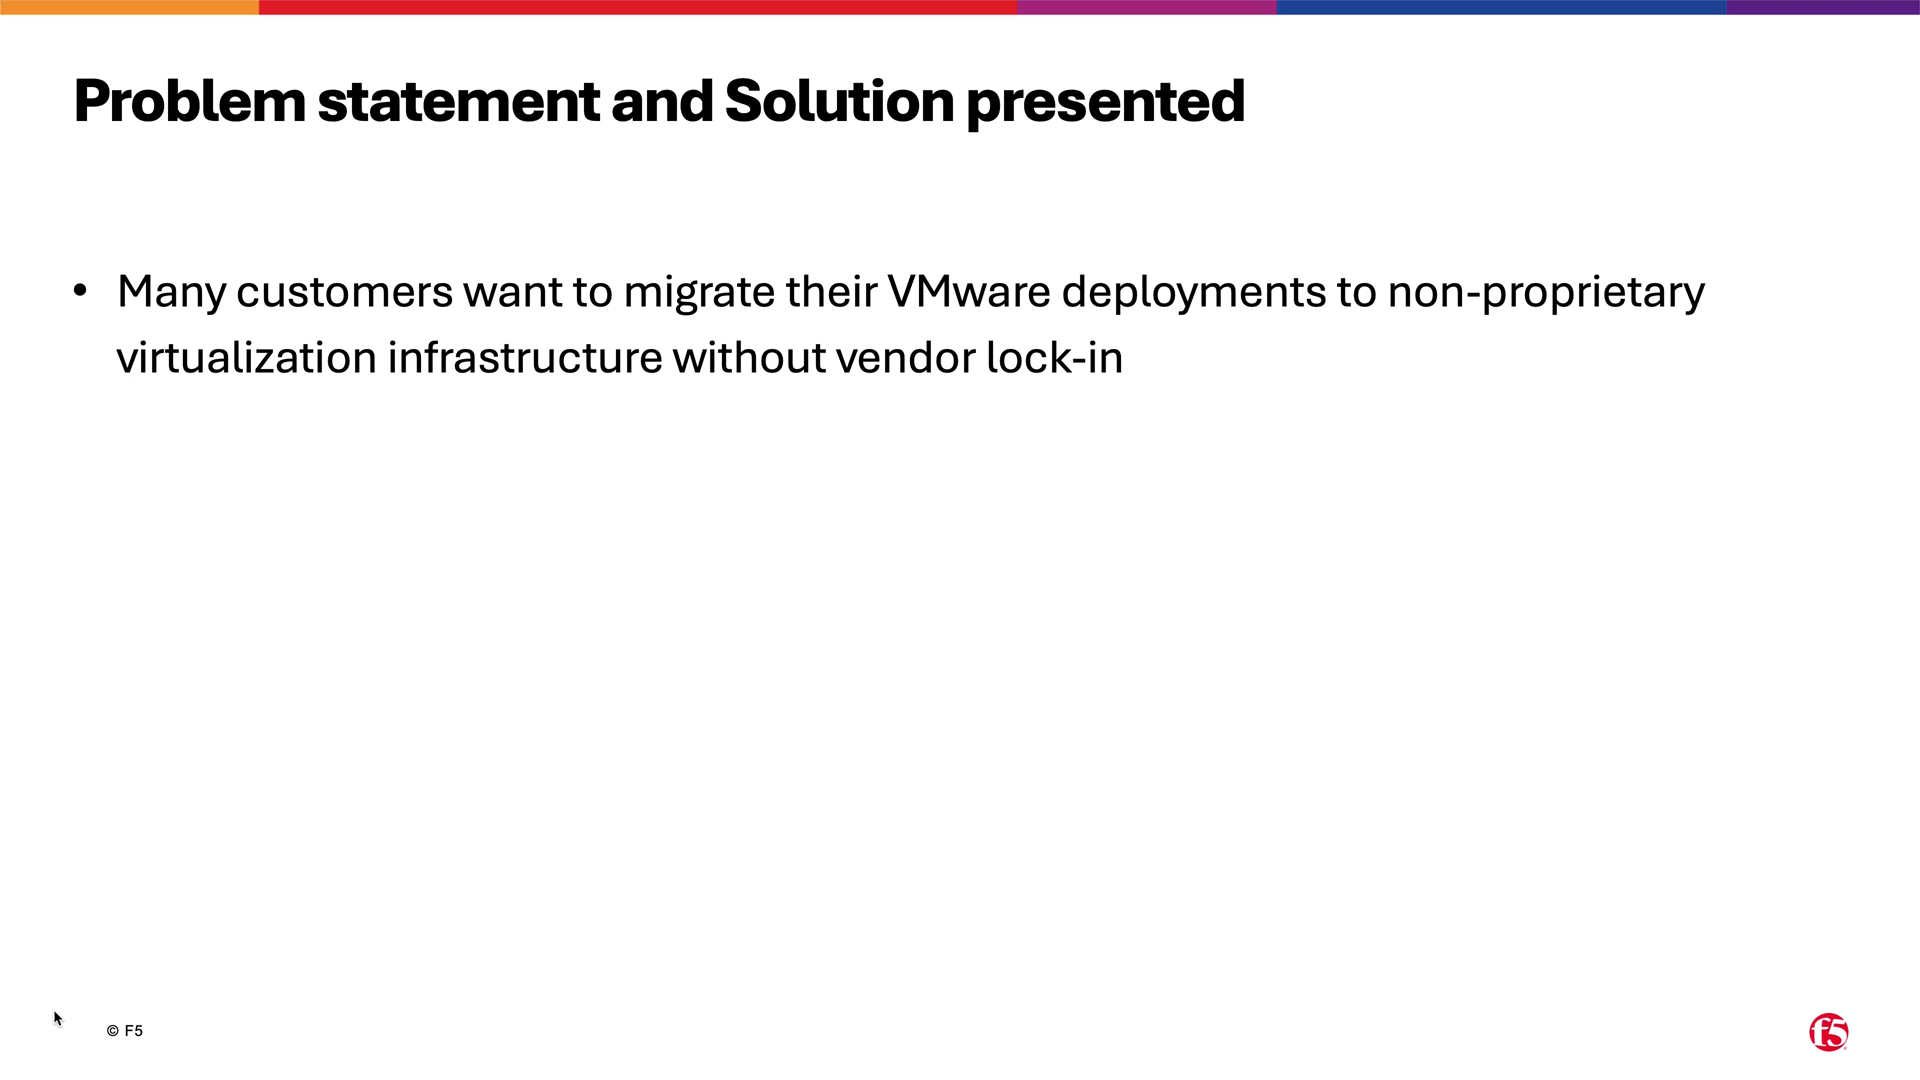 Problem statement and Solution presented
• Many customers want to migrate their VMware deployments to non-proprietary
virtualization infrastructure without vendor lock-in
© F5
f5